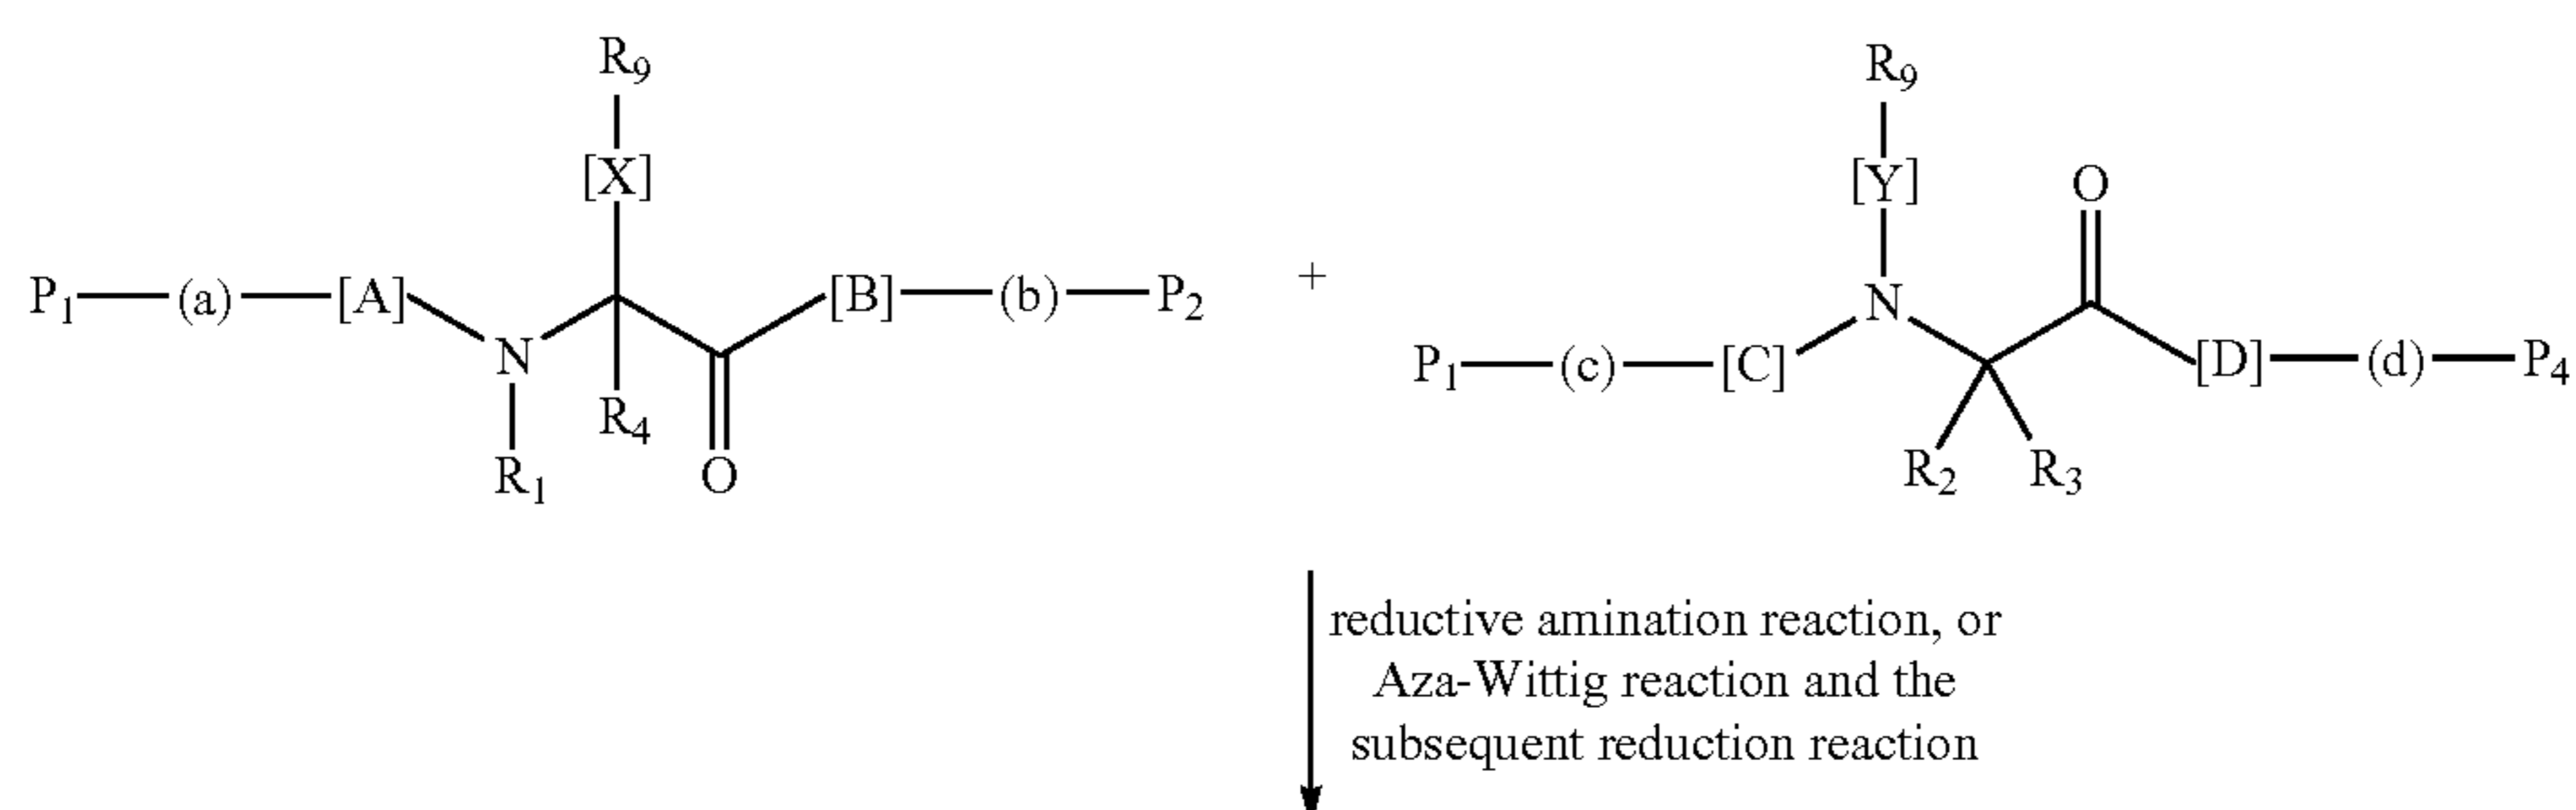 R9 R9
[X] [Y] O
P1 (a) [A] N R4 O [B] (b) P2 + P1 (c) [C] N [D] (d) P4
R1 R2 R3
reductive amination reaction, or
Aza-Wittig reaction and the
subsequent reduction reaction